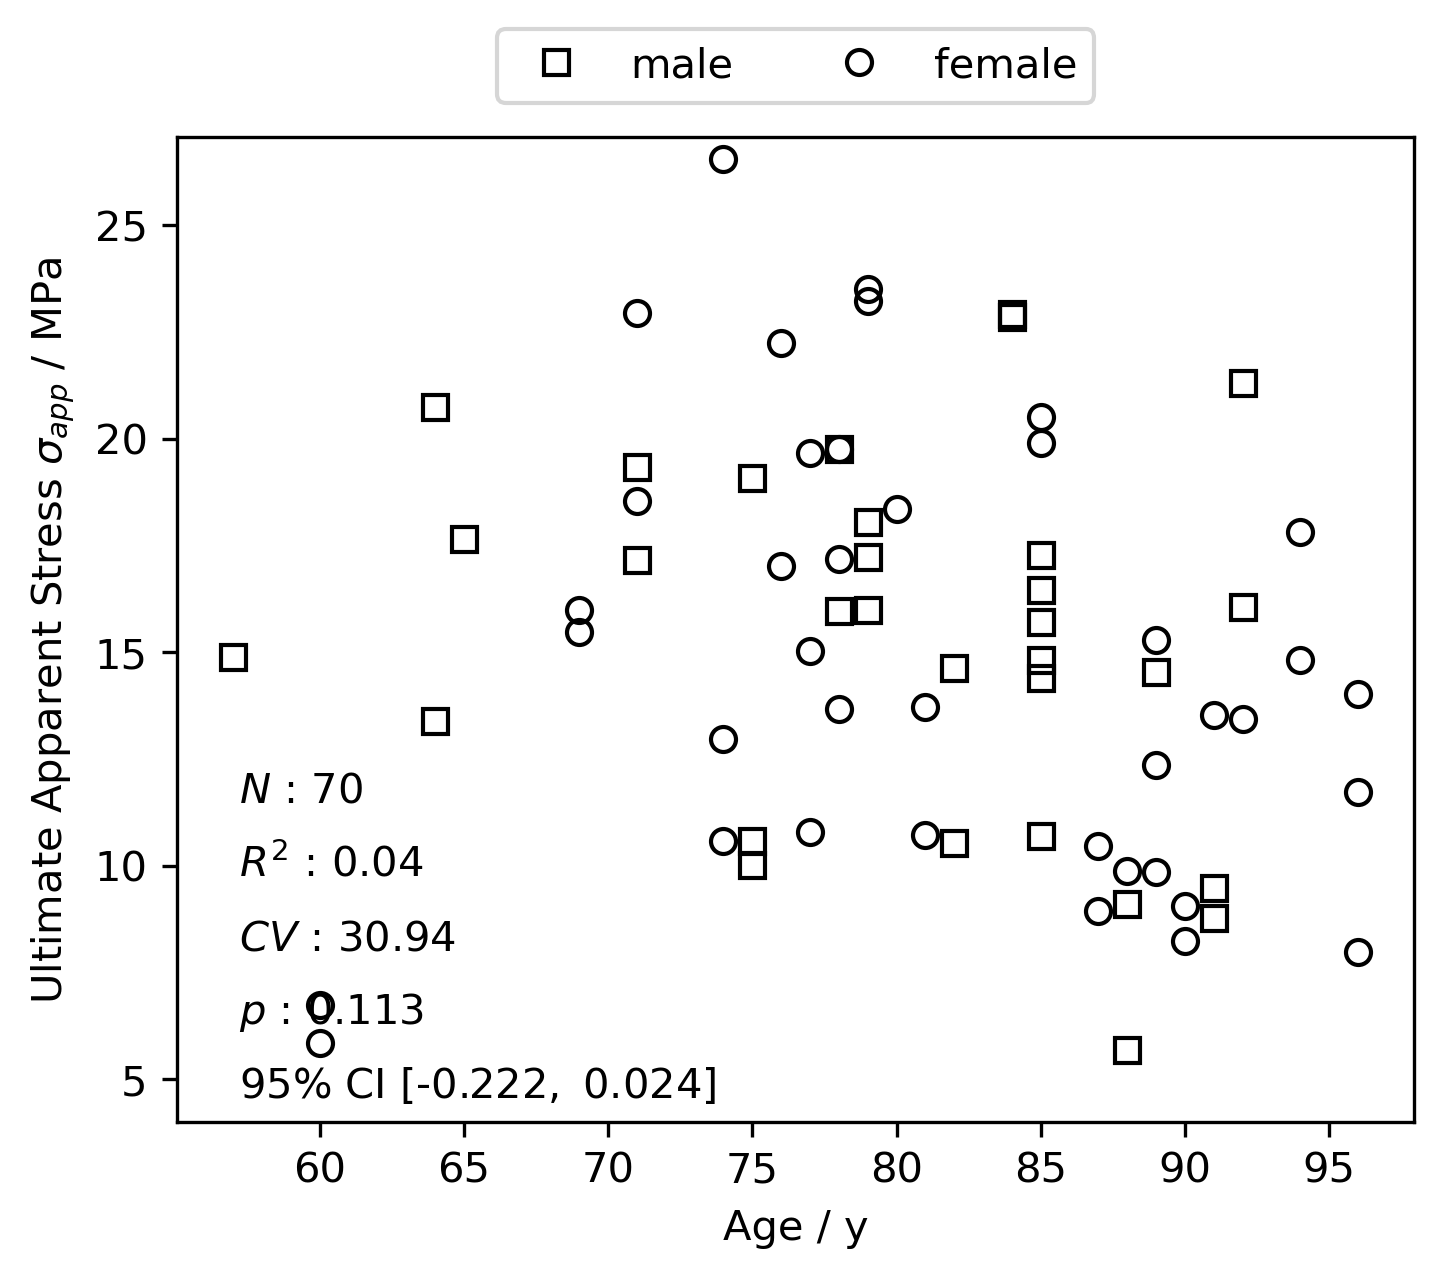 male female
Ultimate Apparent Stress σapp / MPa
25
20
15
10
5
N : 70
R² : 0.04
CV : 30.94
p : 0.113
95% CI [-0.222, 0.024]
60 65 70 75 80 85 90 95
Age / y